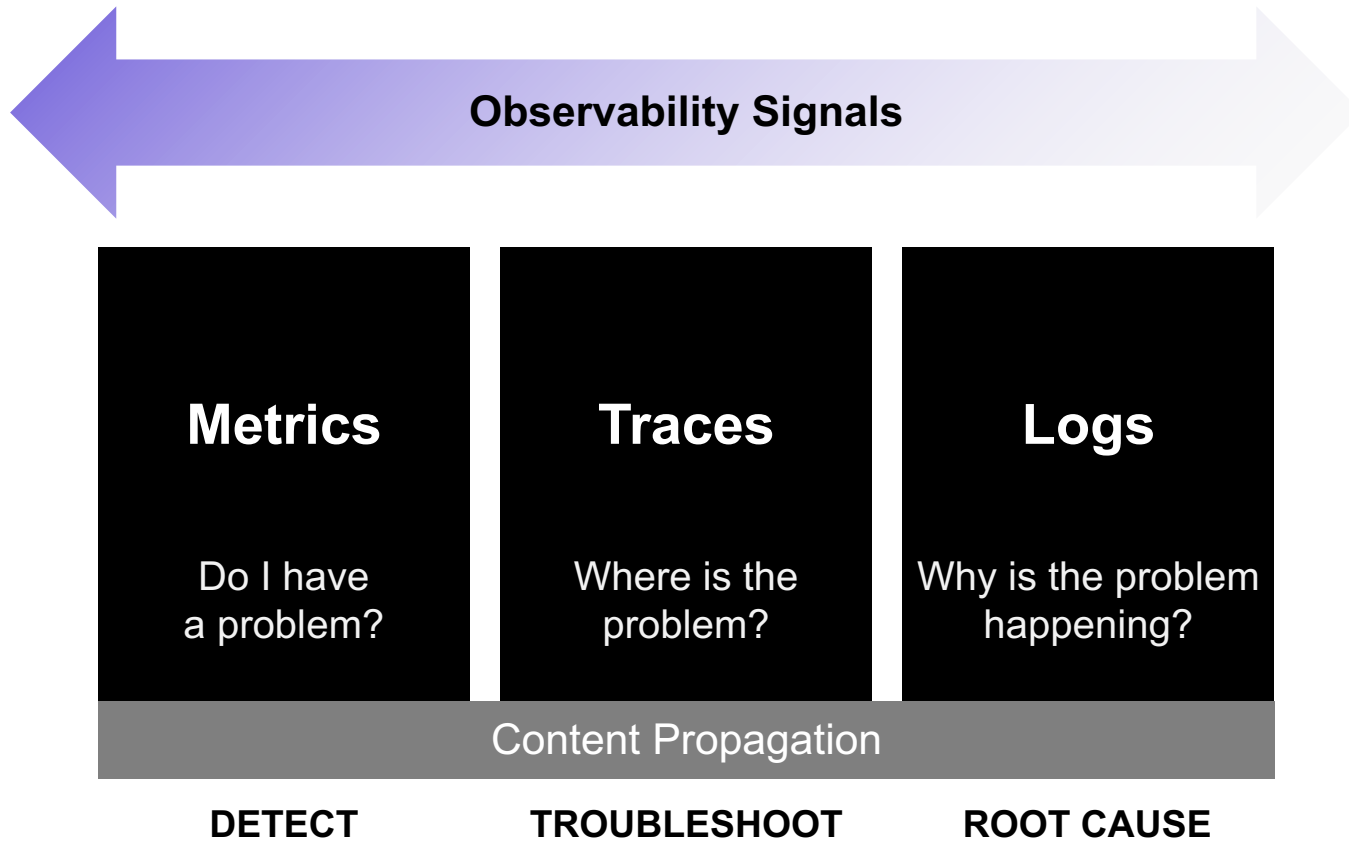 Observability Signals
Metrics
Do I have
a problem?
Traces
Where is the
problem?
Logs
Why is the problem
happening?
Content Propagation
DETECT
TROUBLESHOOT
ROOT CAUSE